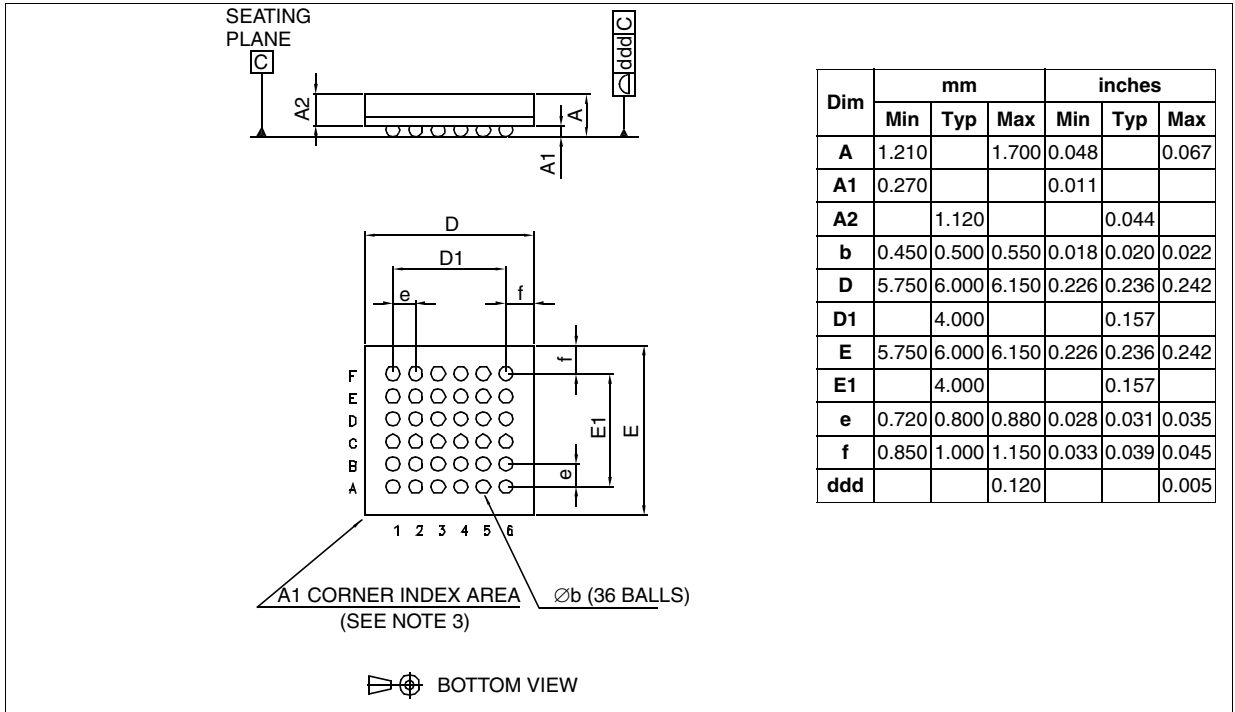 SEATING
PLANE
C
ddd C
A2
A
A1
D
D1
e
f
f
F
E
D
C
B
A
E1
E
e
1 2 3 4 5 6
A1 CORNER INDEX AREA
(SEE NOTE 3)
∅b (36 BALLS)
BOTTOM VIEW
Dim mm inches
Min Typ Max Min Typ Max
A 1.210 1.700 0.048 0.067
A1 0.270 0.011
A2 1.120 0.044
b 0.450 0.500 0.550 0.018 0.020 0.022
D 5.750 6.000 6.150 0.226 0.236 0.242
D1 4.000 0.157
E 5.750 6.000 6.150 0.226 0.236 0.242
E1 4.000 0.157
e 0.720 0.800 0.880 0.028 0.031 0.035
f 0.850 1.000 1.150 0.033 0.039 0.045
ddd 0.120 0.005